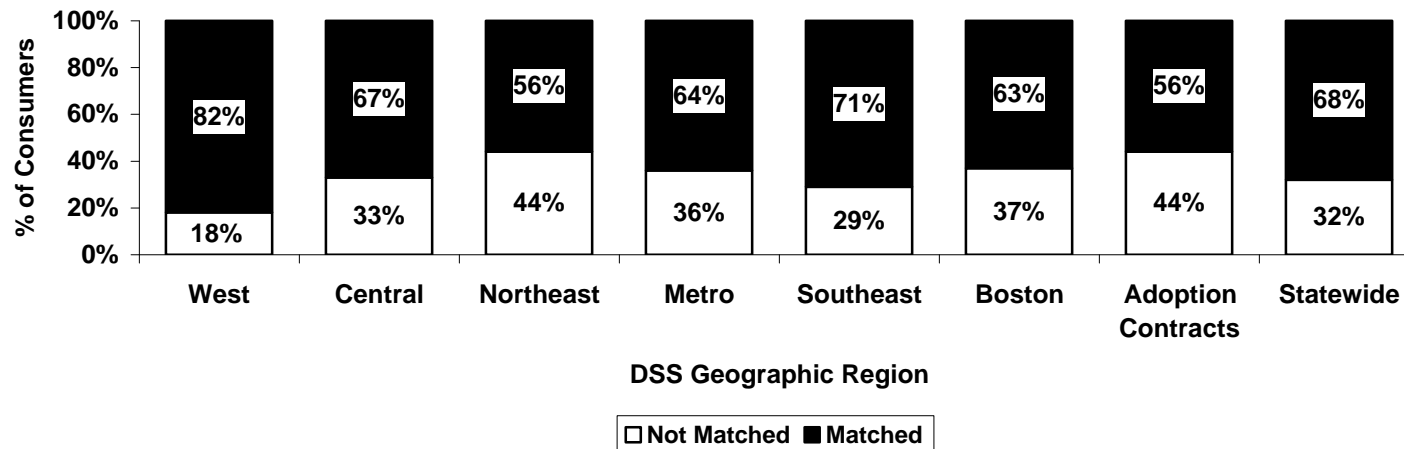 % of Consumers
100%
80%
60%
40%
20%
0%
82%
67%
56%
64%
71%
63%
56%
68%
18%
33%
44%
36%
29%
37%
44%
32%
West
Central
Northeast
Metro
Southeast
Boston
Adoption
Contracts
Statewide
DSS Geographic Region
Not Matched
Matched